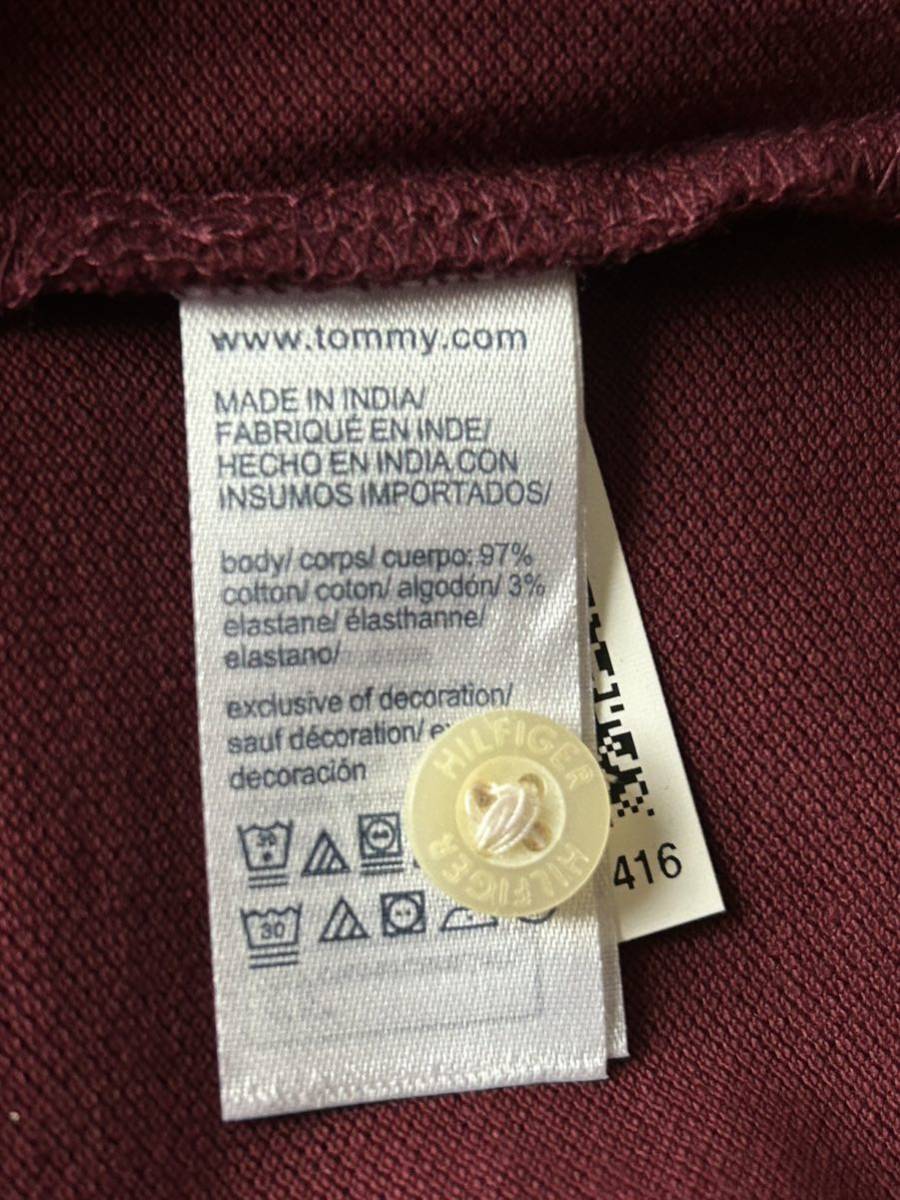 www.tommy.com
MADE IN INDIA/
FABRIQUÉ EN INDE/
HECHO EN INDIA CON
INSUMOS IMPORTADOS/
body/ corps/ cuerpo: 97%
cotton/ coton/ algodón/ 3%
elastane/ élasthanne/
elastano/
exclusive of decoration/
sauf décoration/
decoración
HILFIGER
HILFIGER
30
30
416